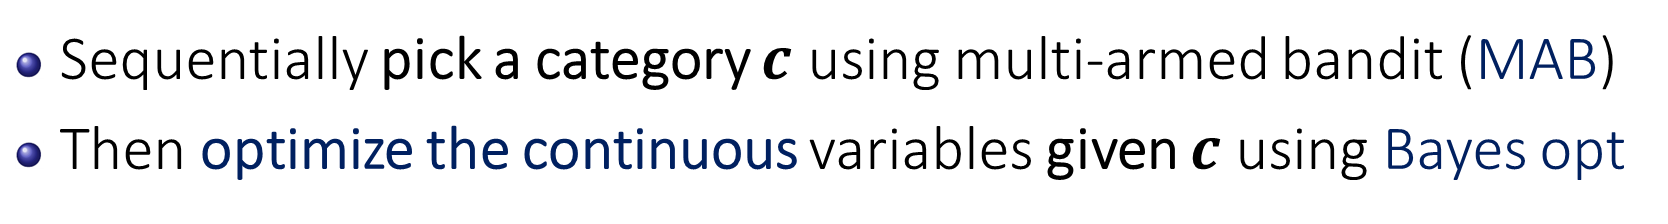 Sequentially pick a category c using multi-armed bandit (MAB)
Then optimize the continuous variables given c using Bayes opt